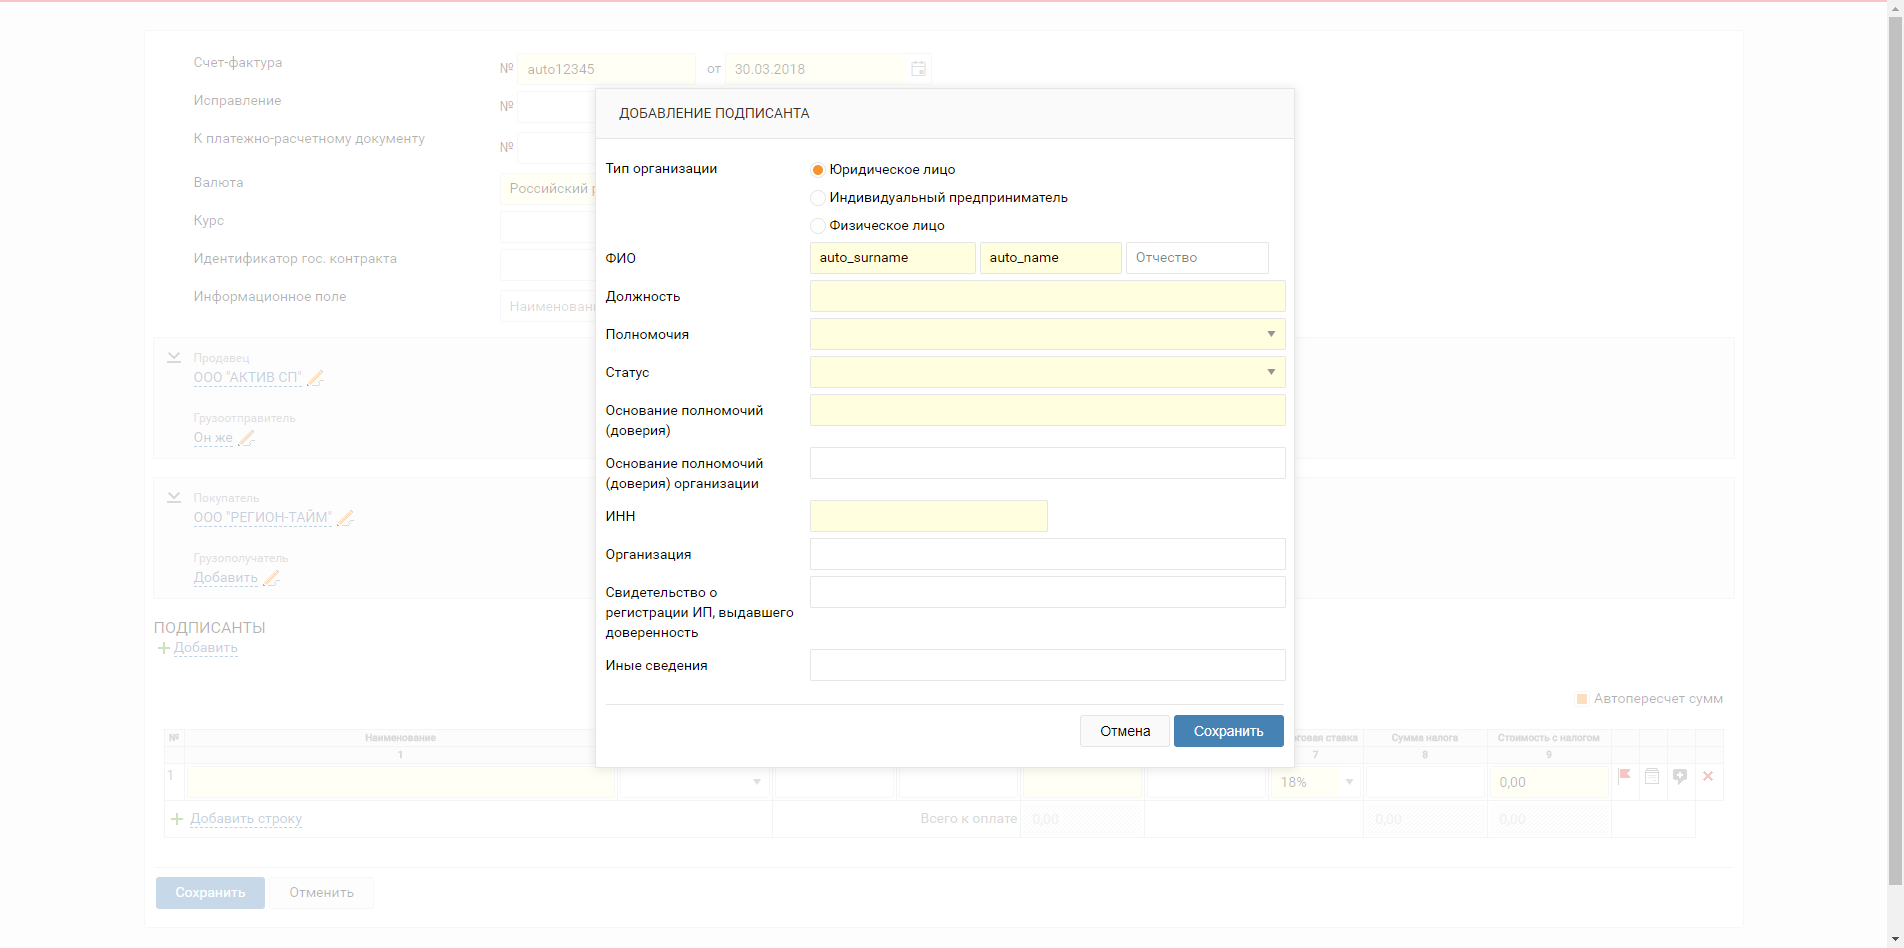 Счет-фактура
№ auto12345 от 30.03.2018
Исправление
№
К платежно-расчетному документу
№
Валюта
Российский
Курс
Идентификатор гос. контракта
Информационное поле
ДОБАВЛЕНИЕ ПОДПИСАНТА
Тип организации
Юридическое лицо
Индивидуальный предприниматель
Физическое лицо
ФИО
auto_surname auto_name Отчество
Должность
Полномочия
Статус
Основание полномочий
(доверия)
Основание полномочий
(доверия) организации
ИНН
Организация
Свидетельство о
регистрации ИП, выдавшего
доверенность
Иные сведения
Отмена Сохранить
Продавец
ООО "АКТИВ СП"
Грузоотправитель
Он же
Покупатель
ООО "РЕГИОН-ТАЙМ"
Грузополучатель
Добавить
ПОДПИСАНТЫ
Добавить
Автопересчет сумм
№ Наименование ставка Сумма налога Стоимость с налогом
1 7 8 9
1 18% 0,00
Добавить строку Всего к оплате 0,00 0,00 0,00
Сохранить Отменить